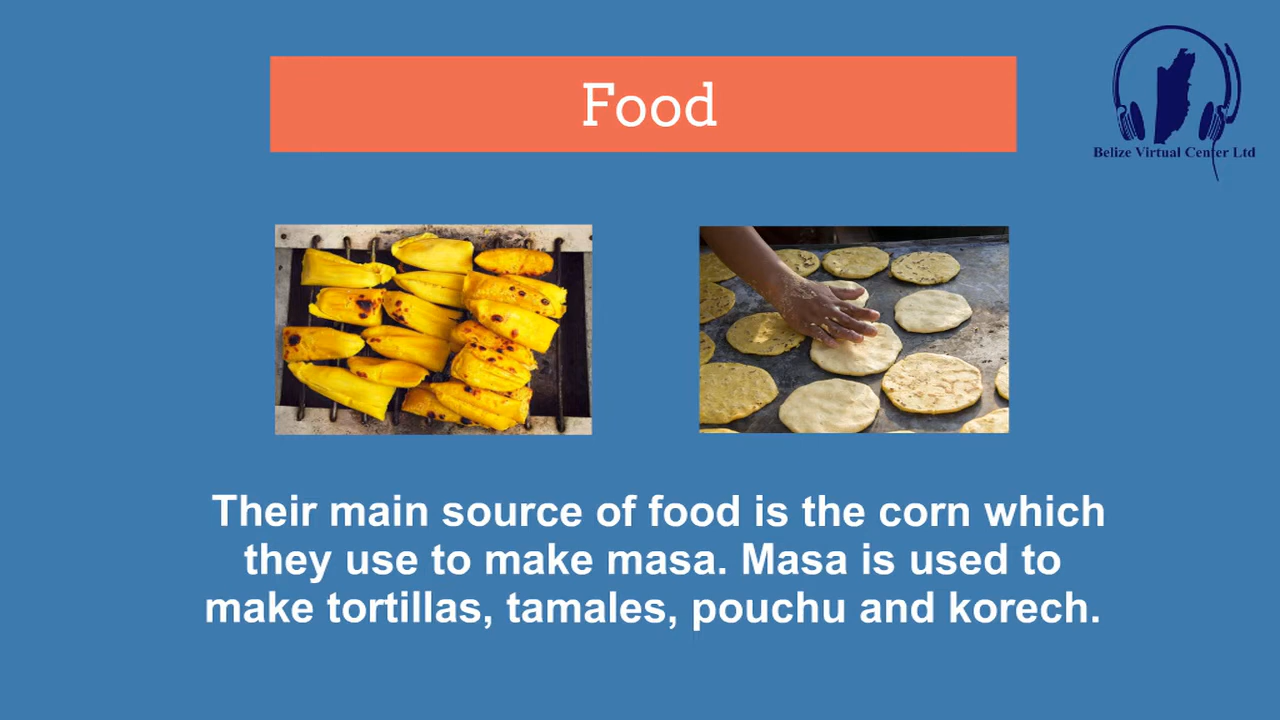 Food
Belize Virtual Center Ltd
Their main source of food is the corn which
they use to make masa. Masa is used to
make tortillas, tamales, pouchu and korech.